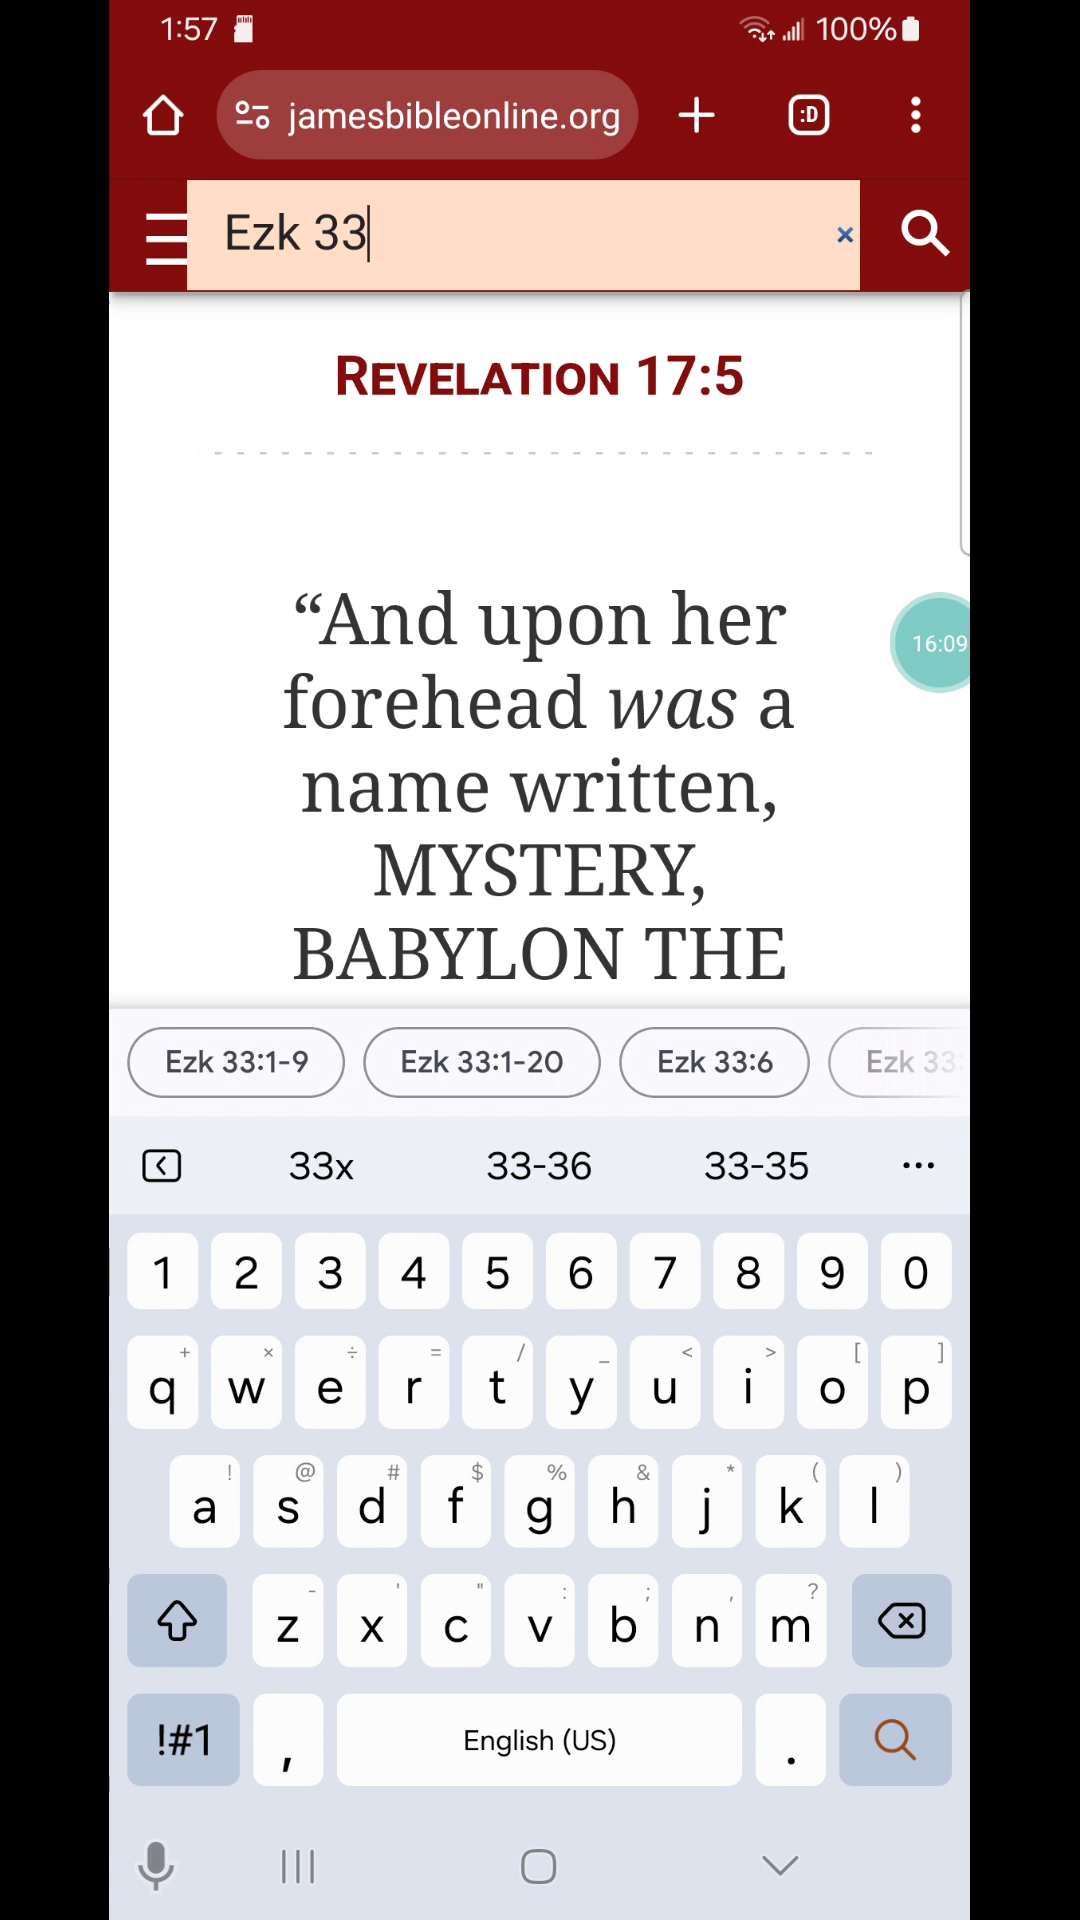 1:57 100%
jamesbibleonline.org :D
Ezk 33 ×
REVELATION 17:5
“And upon her
forehead was a
name written,
MYSTERY,
BABYLON THE
16:09
Ezk 33:1-9 Ezk 33:1-20 Ezk 33:6 Ezk 33:
33x 33-36 33-35 ...
1 2 3 4 5 6 7 8 9 0
+ × ÷ = / _ < > [ ]
q w e r t y u i o p
! @ # $ % & * ( )
a s d f g h j k l
- ' " : ; , ?
z x c v b n m
!#1 , English (US) .